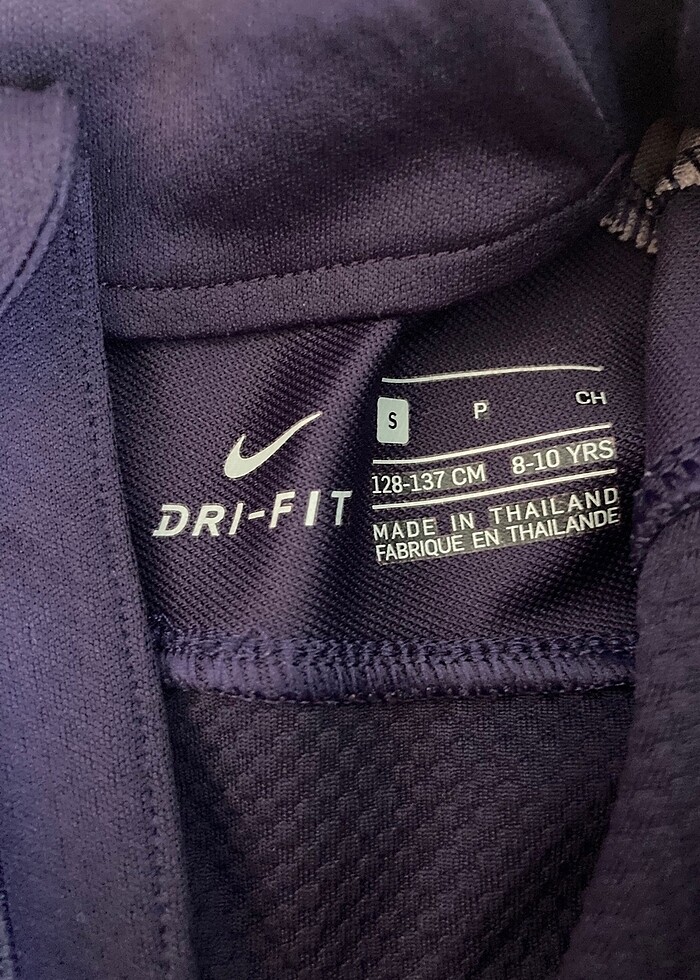 DRI-FIT
S P CH
128-137 CM 8-10 YRS
MADE IN THAILAND
FABRIQUE EN THAILANDE